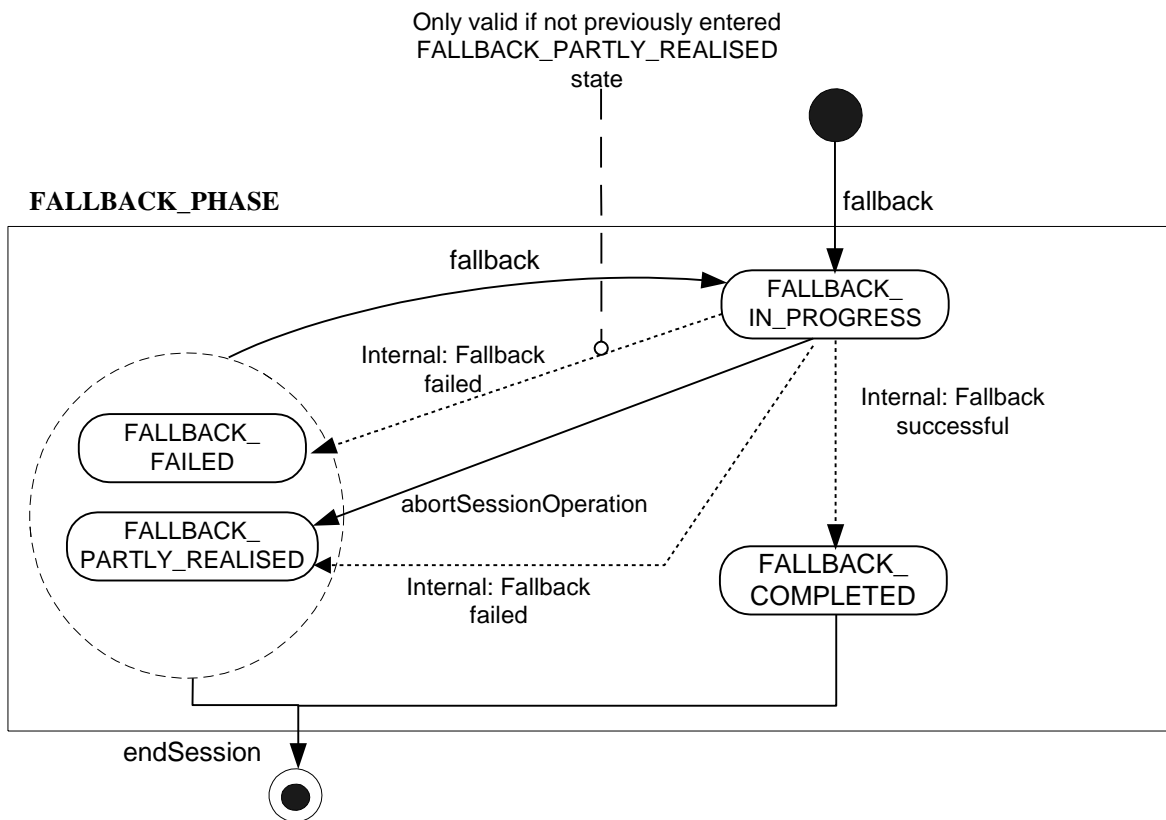 Only valid if not previously entered
FALLBACK_PARTLY_REALISED
state
FALLBACK_PHASE
fallback
fallback
FALLBACK_
IN_PROGRESS
Internal: Fallback
failed
Internal: Fallback
successful
FALLBACK_
FAILED
abortSessionOperation
FALLBACK_
PARTLY_REALISED
FALLBACK_
COMPLETED
Internal: Fallback
failed
endSession